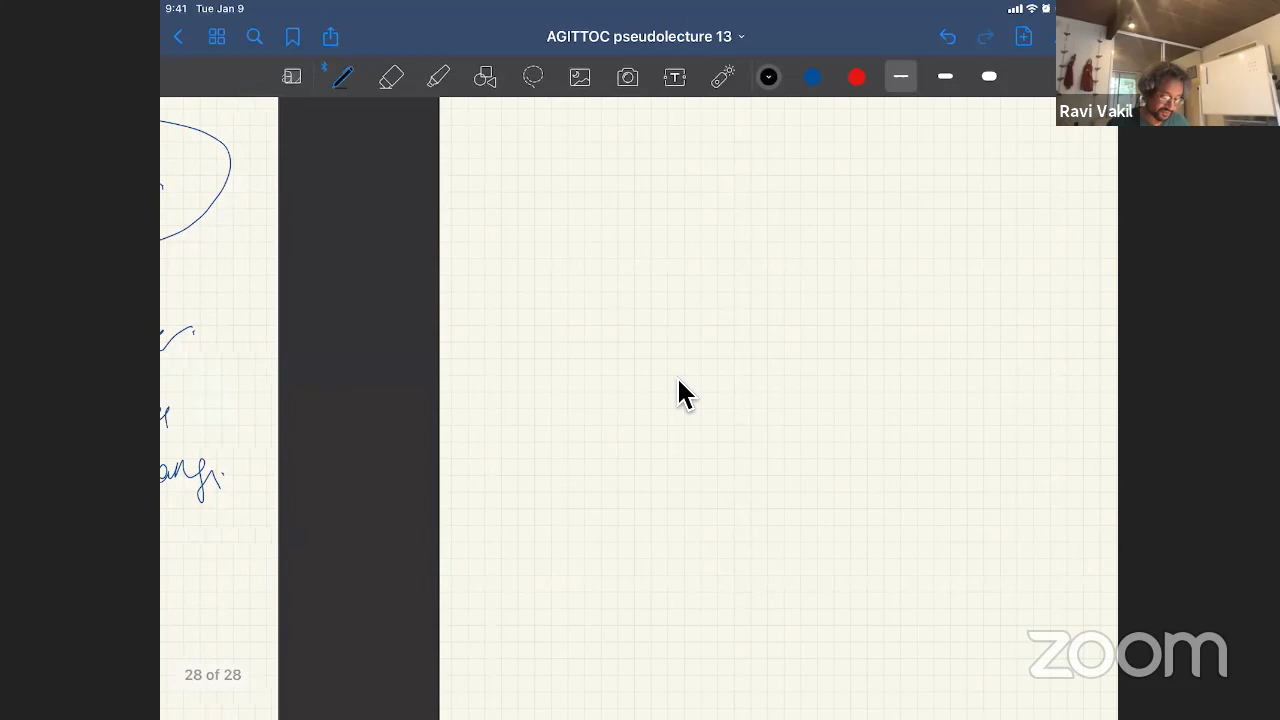 9:41 Tue Jan 9
AGITTOC pseudolecture 13
Ravi Vakil
28 of 28
zoom